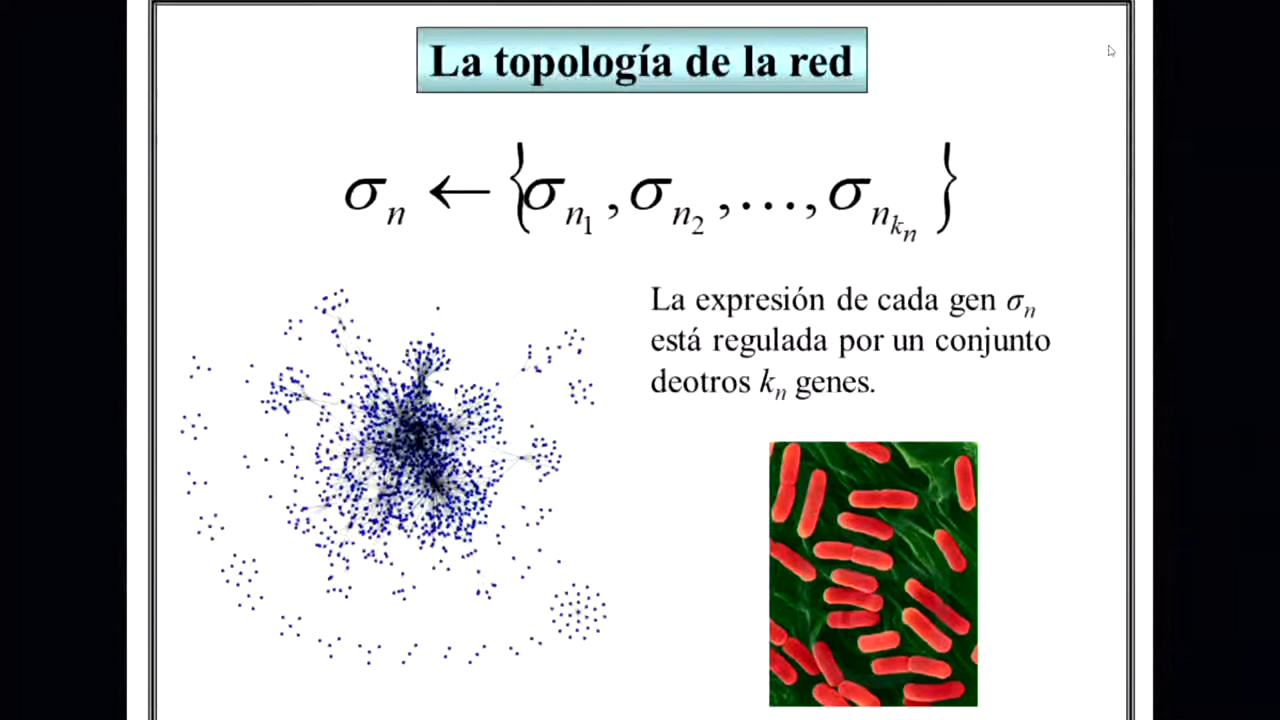 La topología de la red
σₙ ← {σₙ₁, σₙ₂, ..., σₙₖₙ}
La expresión de cada gen σₙ
está regulada por un conjunto
deotros kₙ genes.